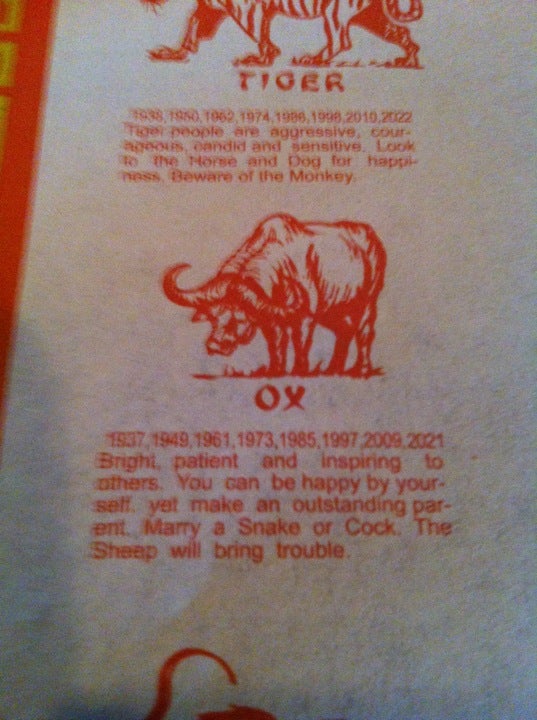 TIGER
1938,1950,1962,1974,1986,1998,2010,2022
Tiger people are aggressive, cour-
ageous, candid and sensitive. Look
to the Horse and Dog for happi-
ness. Beware of the Monkey.
OX
1937,1949,1961,1973,1985,1997,2009,2021
Bright, patient and inspiring to
others. You can be happy by your-
self, yet make an outstanding par-
ent. Marry a Snake or Cock. The
Sheep will bring trouble.